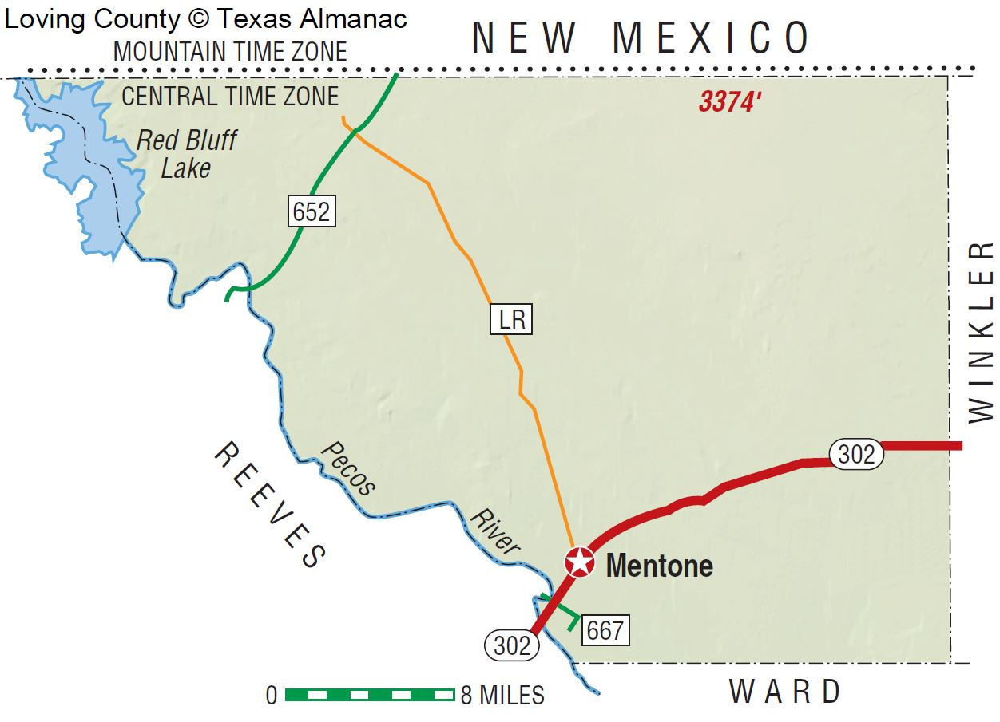 Loving County © Texas Almanac
NEW MEXICO
MOUNTAIN TIME ZONE
CENTRAL TIME ZONE
3374'
Red Bluff
Lake
652
LR
WINKLER
302
Pecos
REEVES
River
Mentone
667
302
0
8 MILES
WARD